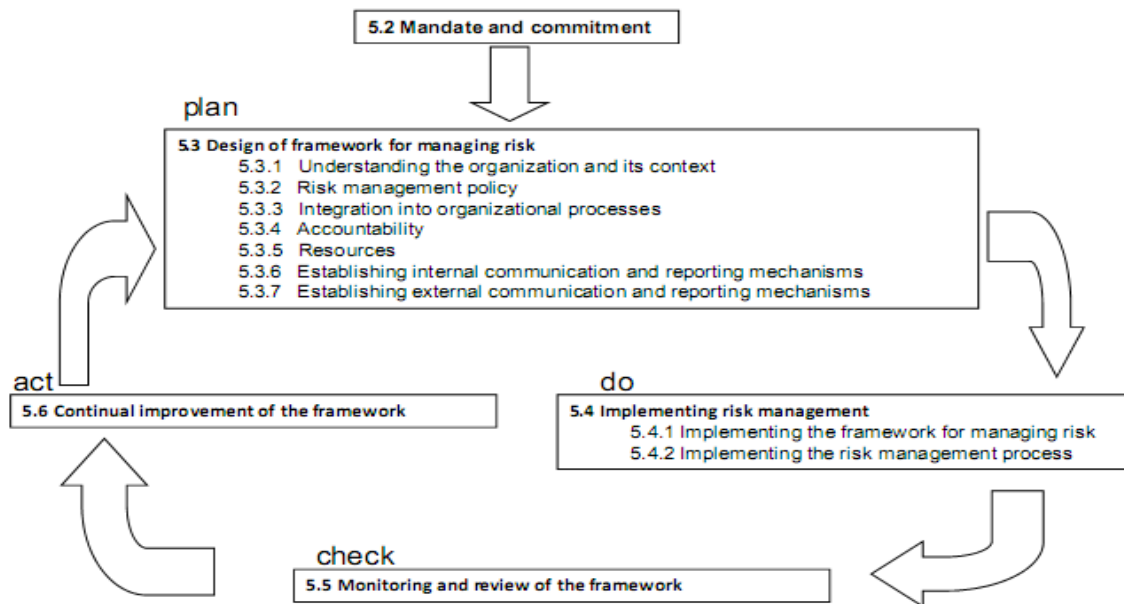 5.2 Mandate and commitment
plan
5.3 Design of framework for managing risk
5.3.1 Understanding the organization and its context
5.3.2 Risk management policy
5.3.3 Integration into organizational processes
5.3.4 Accountability
5.3.5 Resources
5.3.6 Establishing internal communication and reporting mechanisms
5.3.7 Establishing external communication and reporting mechanisms
act
5.6 Continual improvement of the framework
do
5.4 Implementing risk management
5.4.1 Implementing the framework for managing risk
5.4.2 Implementing the risk management process
check
5.5 Monitoring and review of the framework